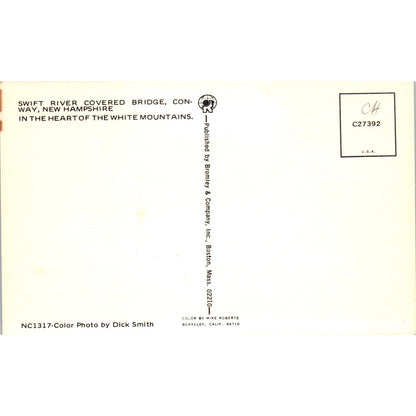 SWIFT RIVER COVERED BRIDGE, CON-
WAY, NEW HAMPSHIRE
IN THE HEART OF THE WHITE MOUNTAINS.
—Published by Bromley & Company, Inc., Boston, Mass. 02210—
CH
C27392
U.S.A.
NC1317-Color Photo by Dick Smith
COLOR BY MIKE ROBERTS
BERKELEY, CALIF. 94710